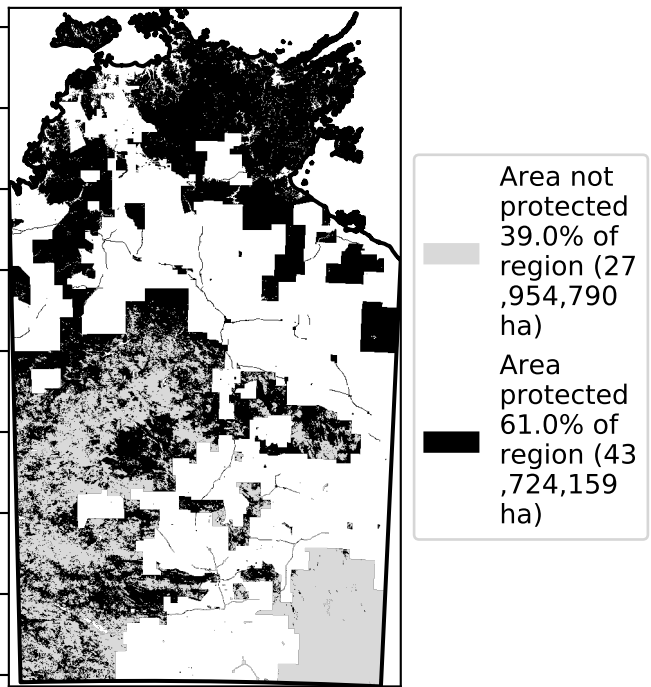 Area not
protected
39.0% of
region (27
,954,790
ha)
Area
protected
61.0% of
region (43
,724,159
ha)